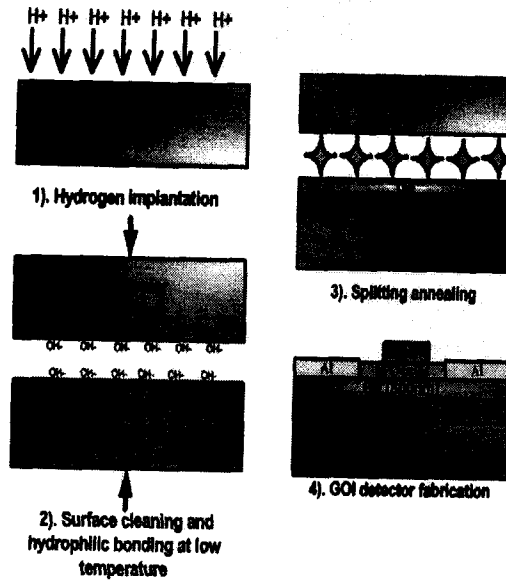 H+ H+ H+ H+ H+ H+ H+
1). Hydrogen implantation
OH- OH- OH- OH- OH- OH-
OH- OH- OH- OH- OH- OH-
2). Surface cleaning and
hydrophilic bonding at low
temperature
3). Splitting annealing
Al Al
4). GOI detector fabrication